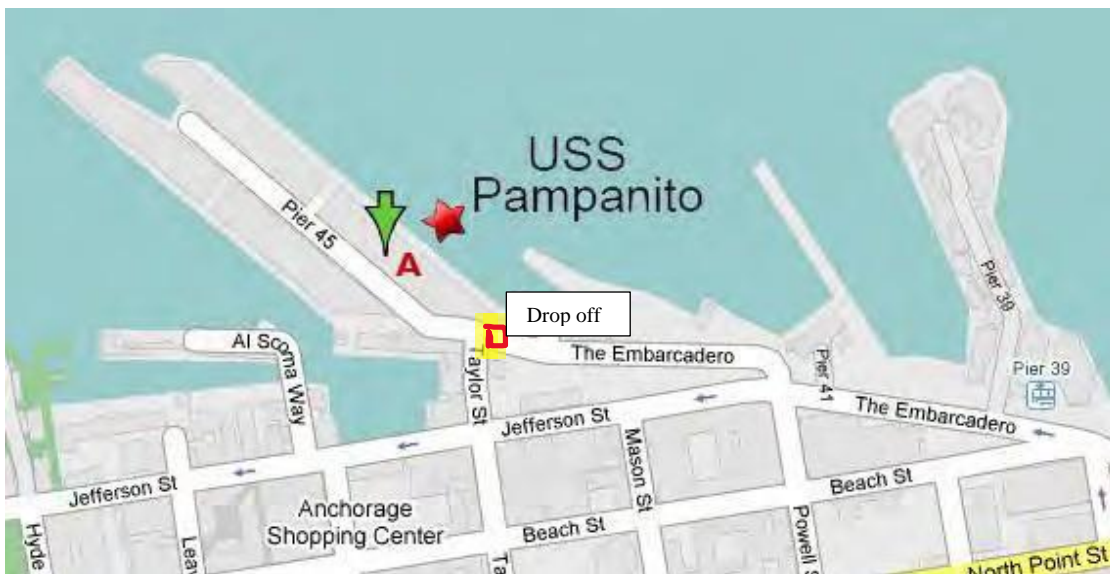 USS
Pampanito
Pier 45
A
Drop off
D
Al Scoma Way
Taylor St
The Embarcadero
Pier 41
Pier 39
Pier 39
The Embarcadero
Jefferson St
Jefferson St
Mason St
Beach St
Beach St
Anchorage
Shopping Center
Hyde
Powell
North Point St